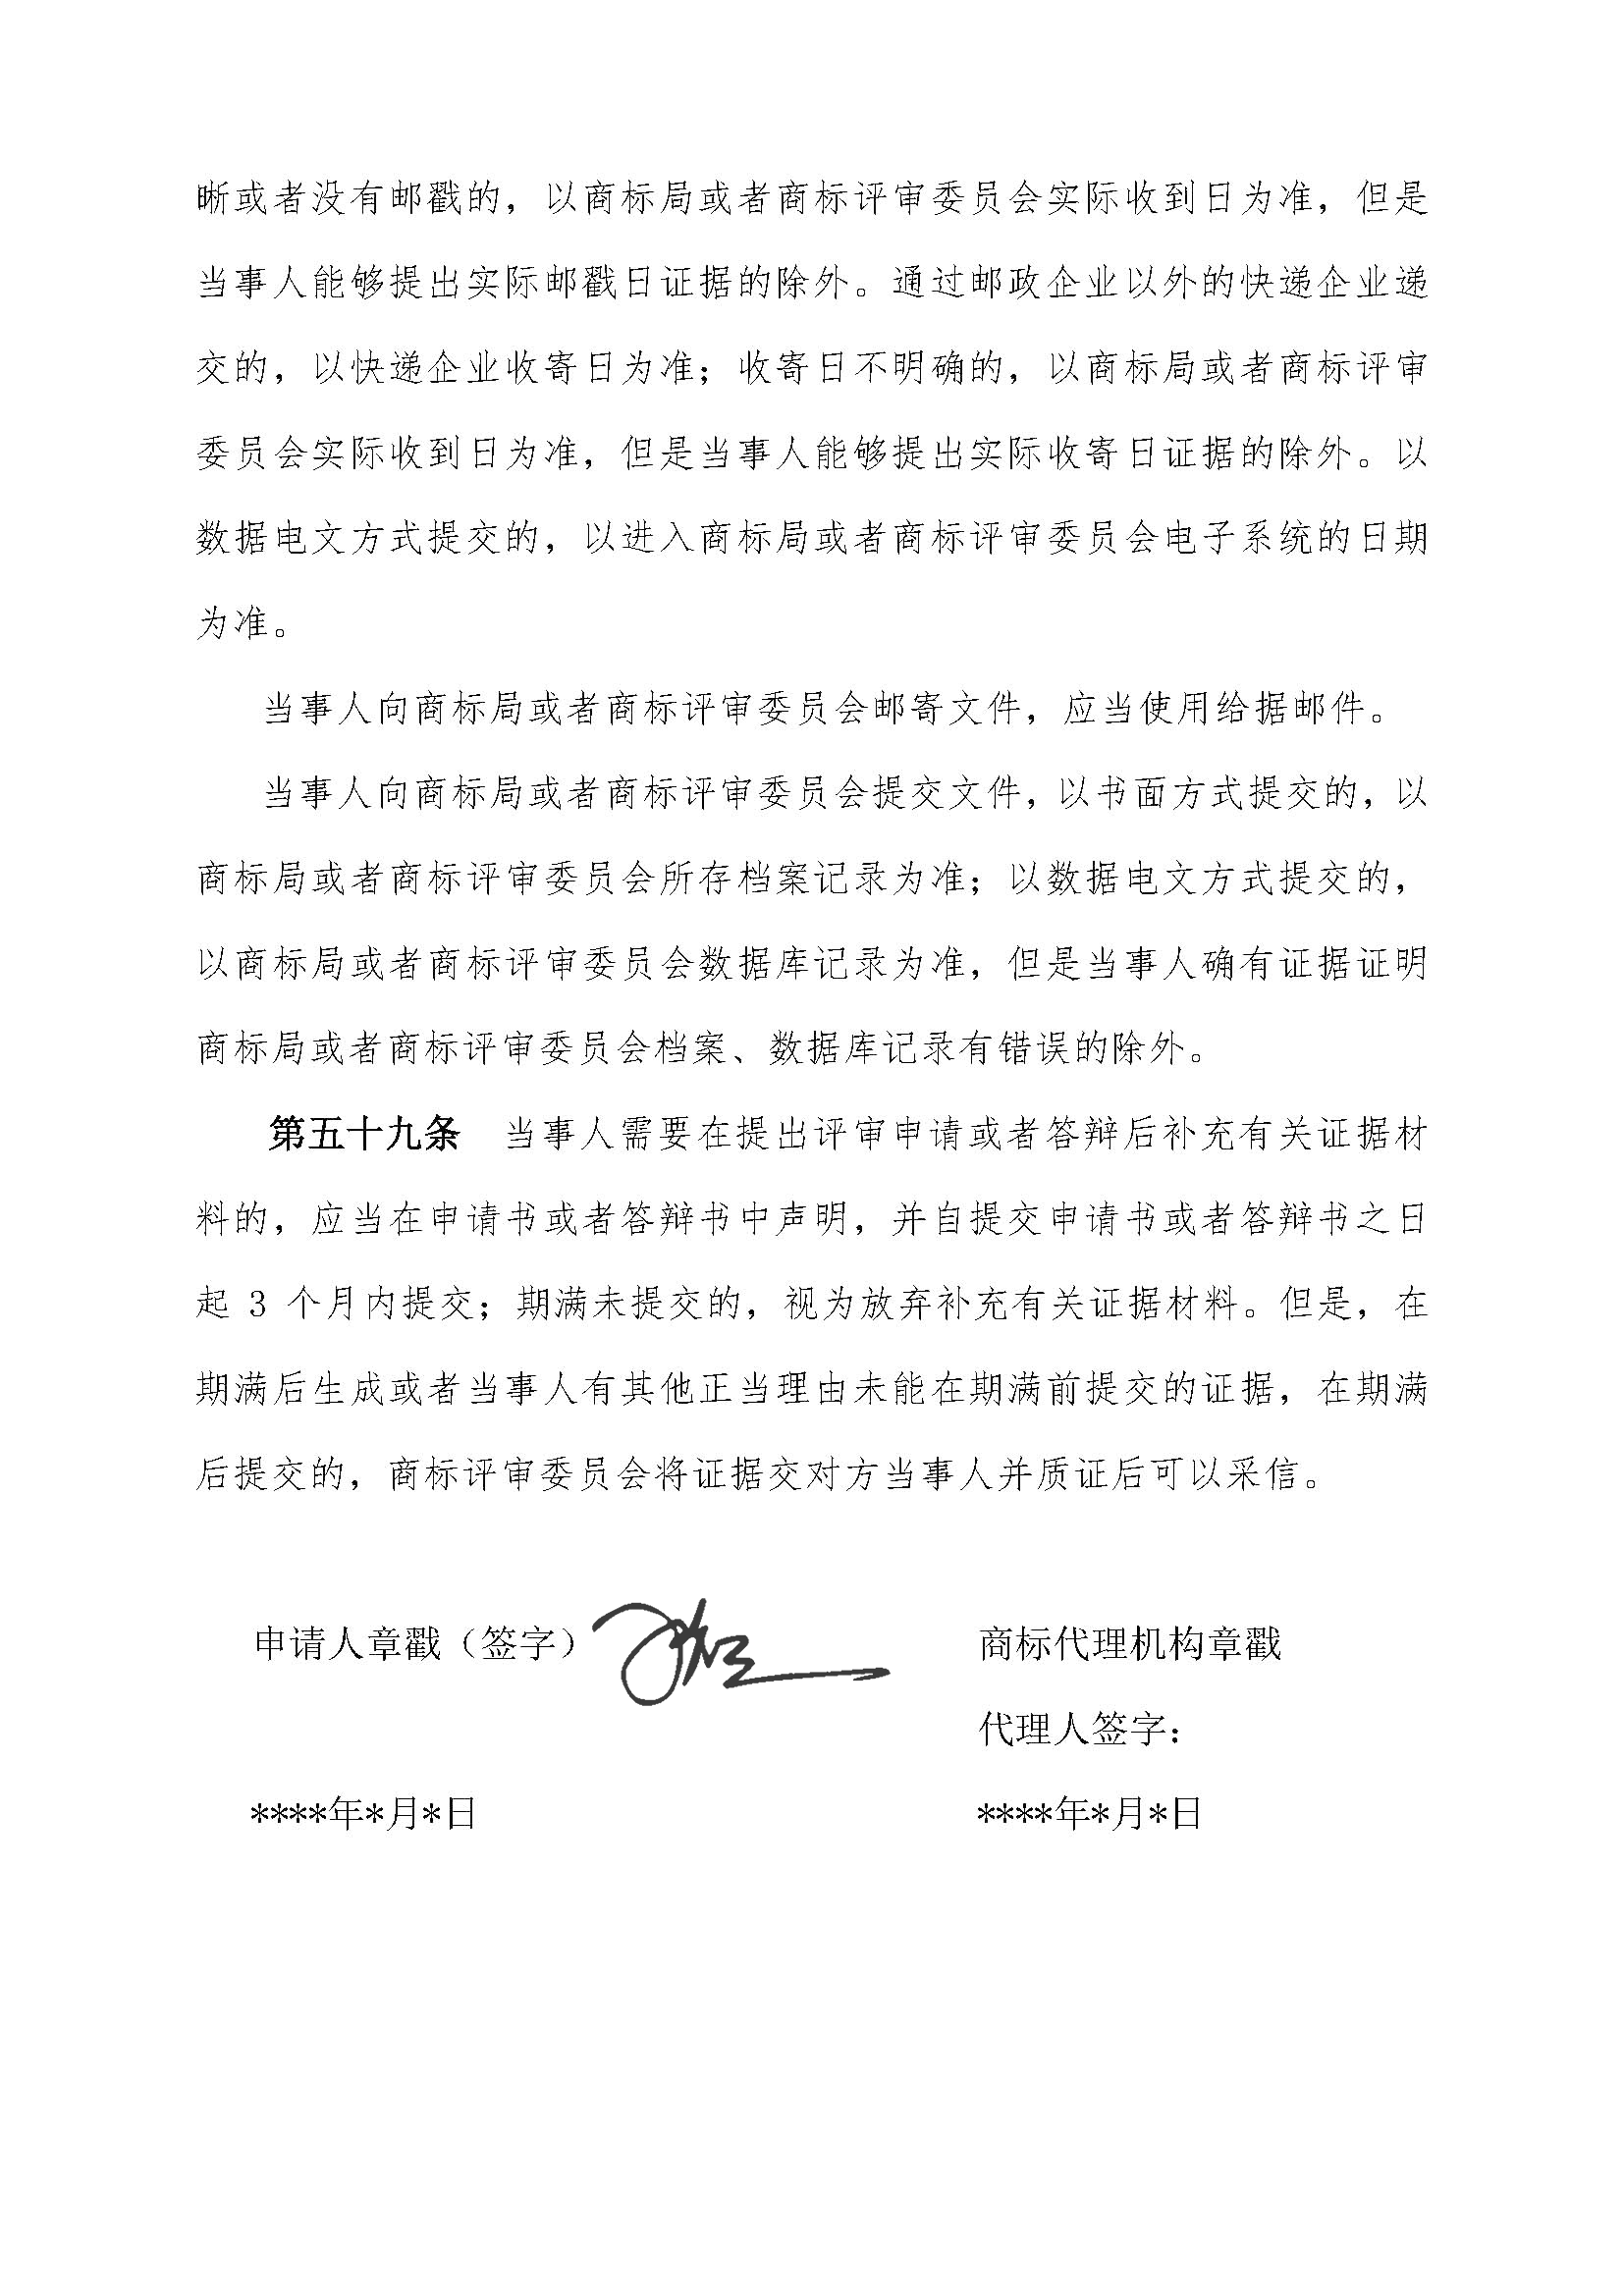 晰或者没有邮戳的，以商标局或者商标评审委员会实际收到日为准，但是
当事人能够提出实际邮戳日证据的除外。通过邮政企业以外的快递企业递
交的，以快递企业收寄日为准；收寄日不明确的，以商标局或者商标评审
委员会实际收到日为准，但是当事人能够提出实际收寄日证据的除外。以
数据电文方式提交的，以进入商标局或者商标评审委员会电子系统的日期
为准。
当事人向商标局或者商标评审委员会邮寄文件，应当使用给据邮件。
当事人向商标局或者商标评审委员会提交文件，以书面方式提交的，以
商标局或者商标评审委员会所存档案记录为准；以数据电文方式提交的，
以商标局或者商标评审委员会数据库记录为准，但是当事人确有证据证明
商标局或者商标评审委员会档案、数据库记录有错误的除外。
第五十九条　当事人需要在提出评审申请或者答辩后补充有关证据材
料的，应当在申请书或者答辩书中声明，并自提交申请书或者答辩书之日
起 3 个月内提交；期满未提交的，视为放弃补充有关证据材料。但是，在
期满后生成或者当事人有其他正当理由未能在期满前提交的证据，在期满
后提交的，商标评审委员会将证据交对方当事人并质证后可以采信。
申请人章戳（签字） 商标代理机构章戳
代理人签字：
****年*月*日 ****年*月*日